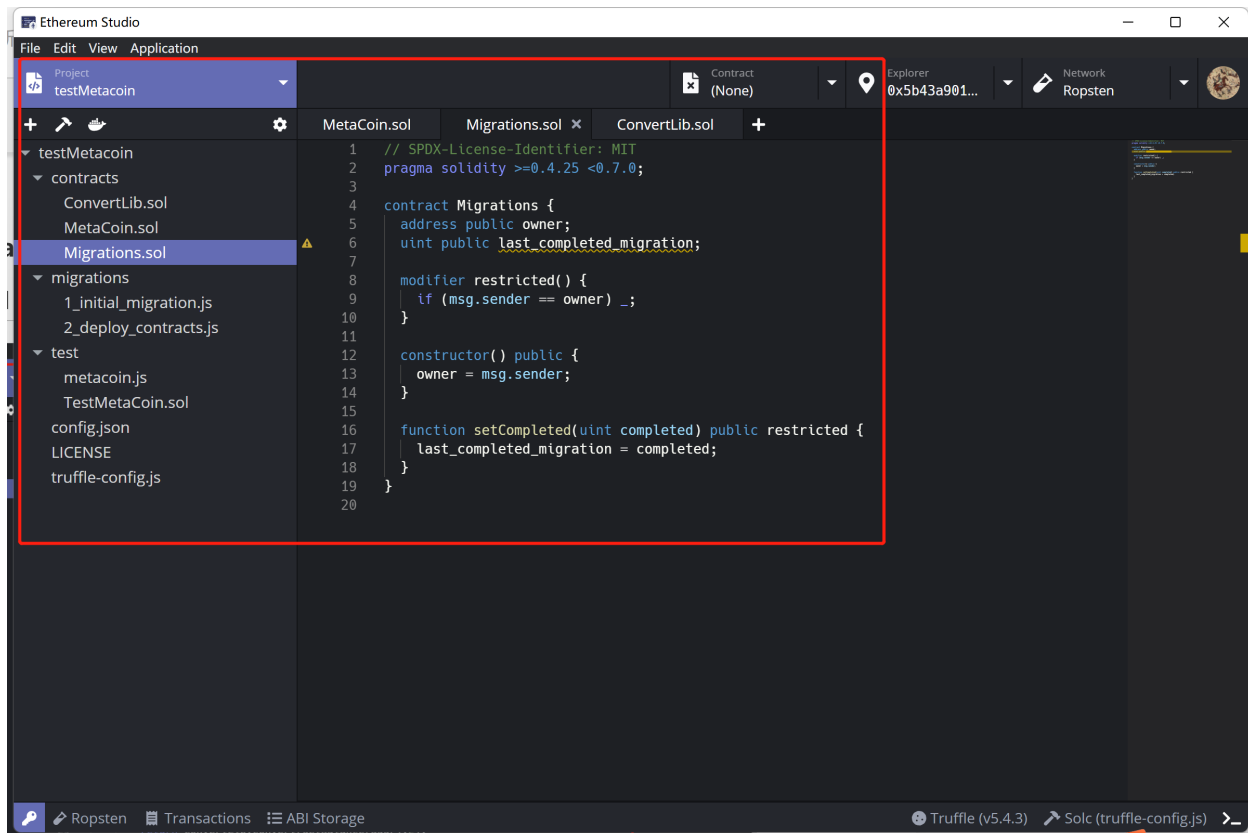 Ethereum Studio
File Edit View Application
Project
testMetacoin
Contract
(None)
Explorer
0x5b43a901...
Network
Ropsten
MetaCoin.sol
Migrations.sol
ConvertLib.sol
testMetacoin
contracts
ConvertLib.sol
MetaCoin.sol
Migrations.sol
migrations
1_initial_migration.js
2_deploy_contracts.js
test
metacoin.js
TestMetaCoin.sol
config.json
LICENSE
truffle-config.js
1 // SPDX-License-Identifier: MIT
2 pragma solidity >=0.4.25 <0.7.0;
3
4 contract Migrations {
5 address public owner;
6 uint public last_completed_migration;
7
8 modifier restricted() {
9 if (msg.sender == owner) _;
10 }
11
12 constructor() public {
13 owner = msg.sender;
14 }
15
16 function setCompleted(uint completed) public restricted {
17 last_completed_migration = completed;
18 }
19 }
20
Ropsten Transactions ABI Storage Truffle (v5.4.3) Solc (truffle-config.js)